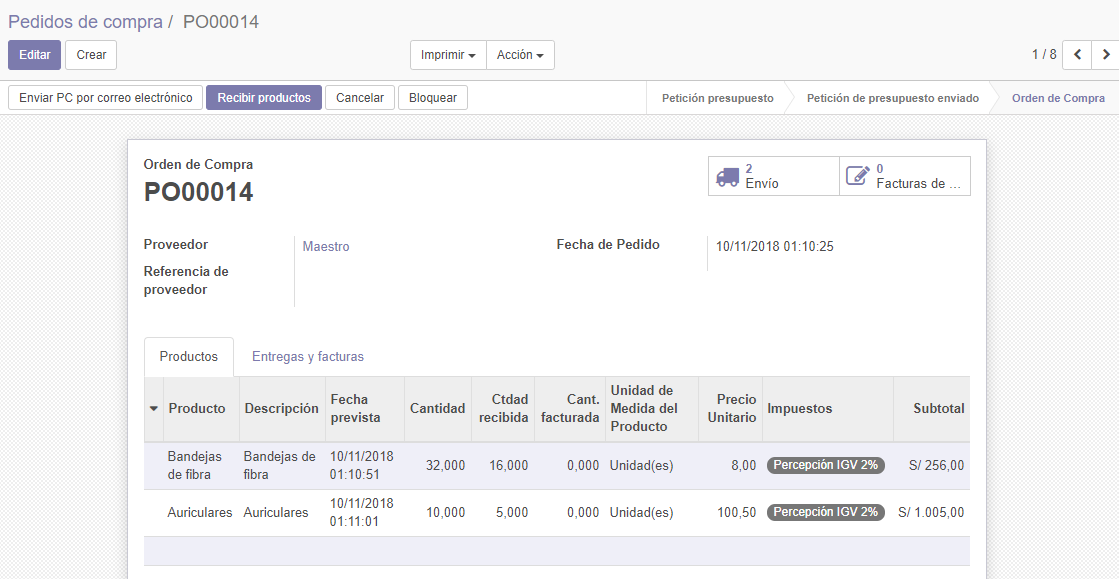 Pedidos de compra / PO00014
Editar Crear Imprimir Acción 1 / 8
Enviar PC por correo electrónico Recibir productos Cancelar Bloquear Petición presupuesto Petición de presupuesto enviado Orden de Compra
Orden de Compra
PO00014
2
Envío
0
Facturas de ...
Proveedor Maestro
Referencia de
proveedor
Fecha de Pedido 10/11/2018 01:10:25
Productos Entregas y facturas
Producto Descripción Fecha prevista Cantidad Ctdad recibida Cant. facturada Unidad de Medida del Producto Precio Unitario Impuestos Subtotal
Bandejas de fibra Bandejas de fibra 10/11/2018 01:10:51 32,000 16,000 0,000 Unidad(es) 8,00 Percepción IGV 2% S/ 256,00
Auriculares Auriculares 10/11/2018 01:11:01 10,000 5,000 0,000 Unidad(es) 100,50 Percepción IGV 2% S/ 1.005,00